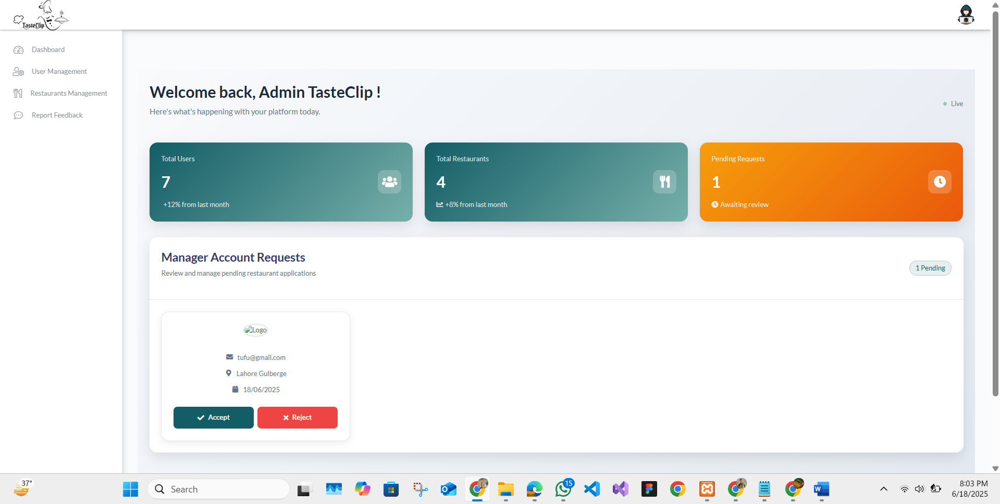 TasteClip
Dashboard
User Management
Restaurants Management
Report Feedback
Welcome back, Admin TasteClip !
Here's what's happening with your platform today.
Live
Total Users
7
+12% from last month
Total Restaurants
4
+8% from last month
Pending Requests
1
Awaiting review
Manager Account Requests
Review and manage pending restaurant applications
1 Pending
Logo
tufu@gmail.com
Lahore Gulberge
18/06/2025
Accept
Reject
37°
Search
15
8:03 PM
6/18/2025